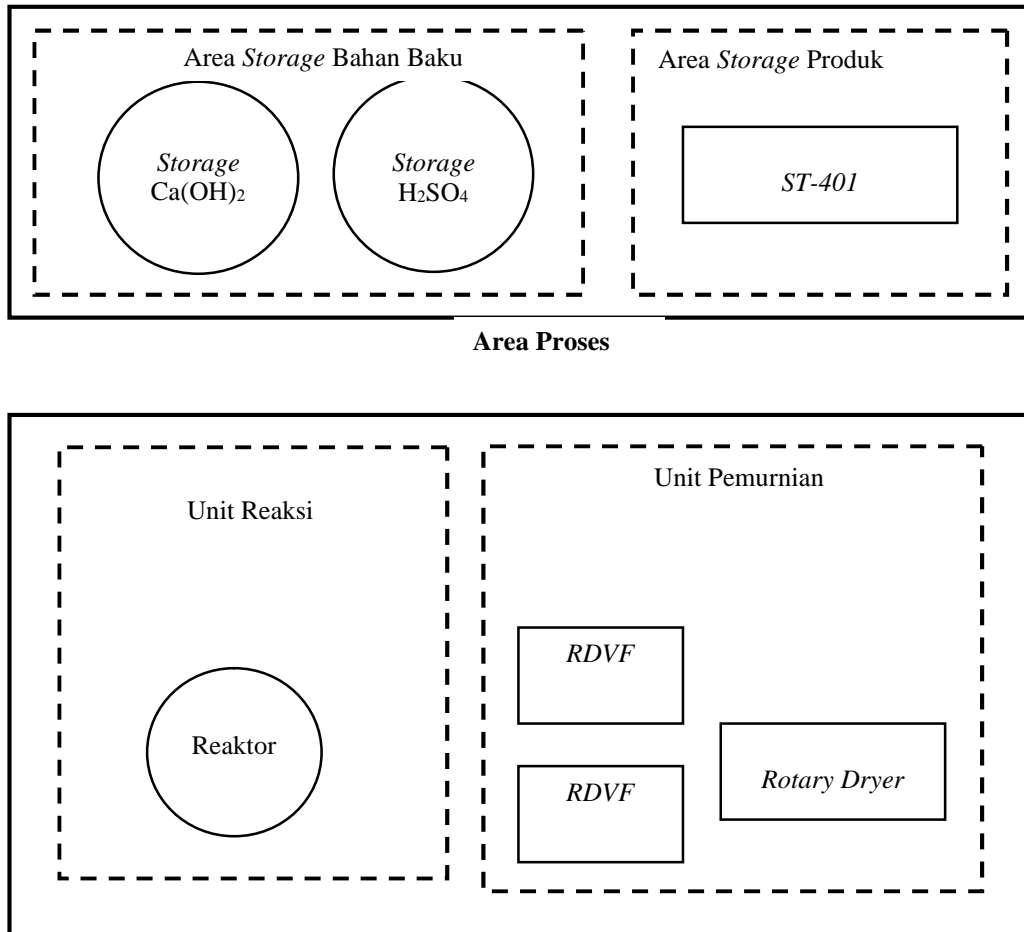 Area Storage Bahan Baku
Area Storage Produk
Storage
Ca(OH)₂
Storage
H₂SO₄
ST-401
Area Proses
Unit Reaksi
Unit Pemurnian
RDVF
Reaktor
RDVF
Rotary Dryer